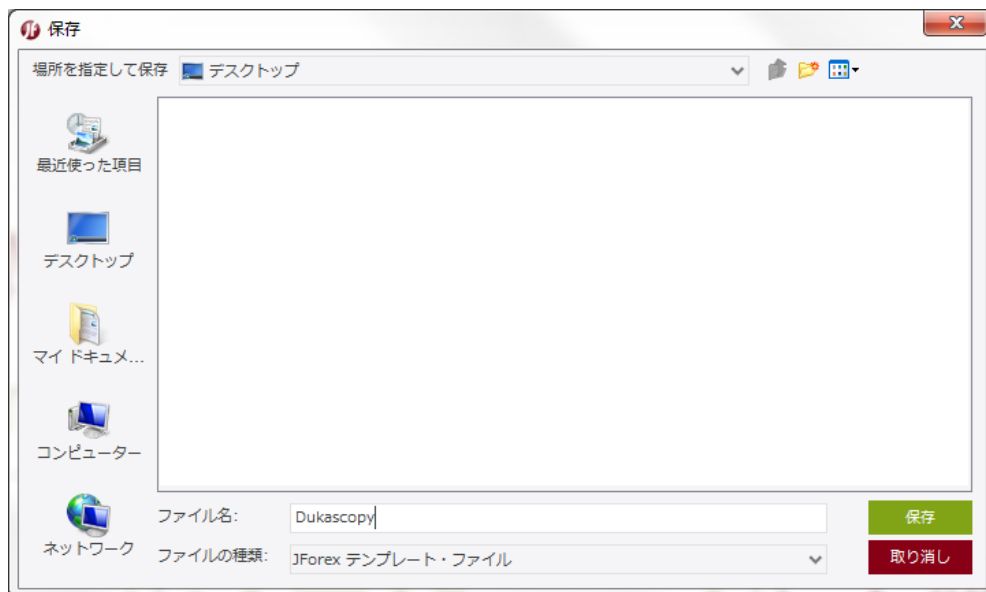 保存
場所を指定して保存 デスクトップ
最近使った項目
デスクトップ
マイ ドキュメ...
コンピューター
ネットワーク
ファイル名: Dukascopy 保存
ファイルの種類: JForex テンプレート・ファイル 取り消し